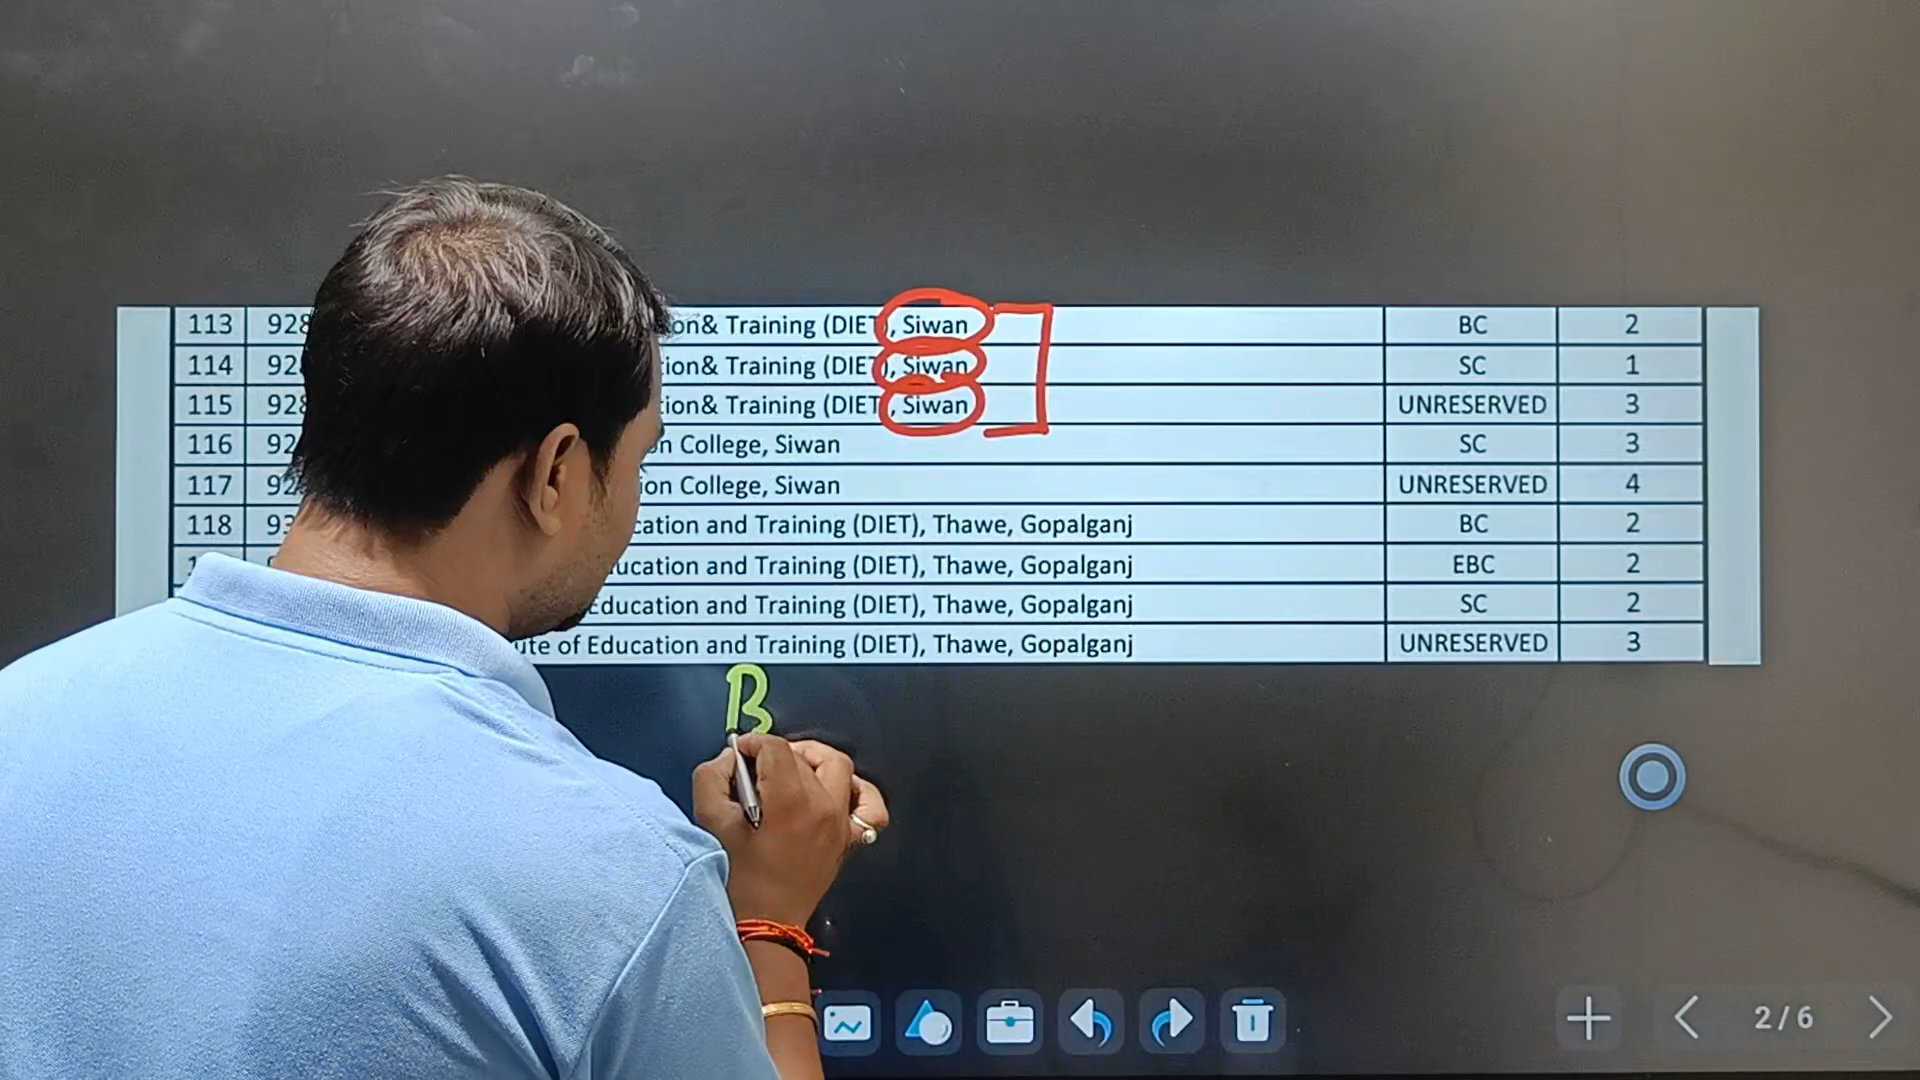 113 928 on& Training (DIET), Siwan BC 2
114 92 ion& Training (DIET), Siwan SC 1
115 928 ion& Training (DIET), Siwan UNRESERVED 3
116 92 on College, Siwan SC 3
117 92 ion College, Siwan UNRESERVED 4
118 93 cation and Training (DIET), Thawe, Gopalganj BC 2
ucation and Training (DIET), Thawe, Gopalganj EBC 2
Education and Training (DIET), Thawe, Gopalganj SC 2
ute of Education and Training (DIET), Thawe, Gopalganj UNRESERVED 3
B
2/6